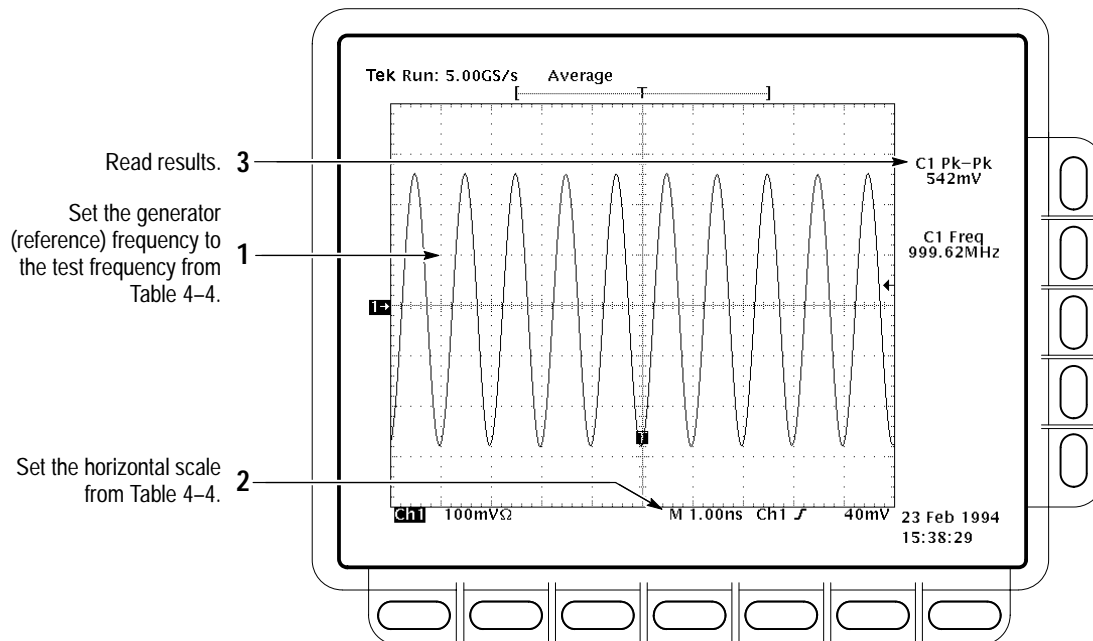 Tek Run: 5.00GS/s Average
[ T ]
Read results. 3
C1 Pk–Pk
542mV
Set the generator
(reference) frequency to
the test frequency from
Table 4–4.
1
C1 Freq
999.62MHz
1→
T
Set the horizontal scale
from Table 4–4.
2
Ch1 100mVΩ M 1.00ns Ch1 ƒ 40mV
23 Feb 1994
15:38:29